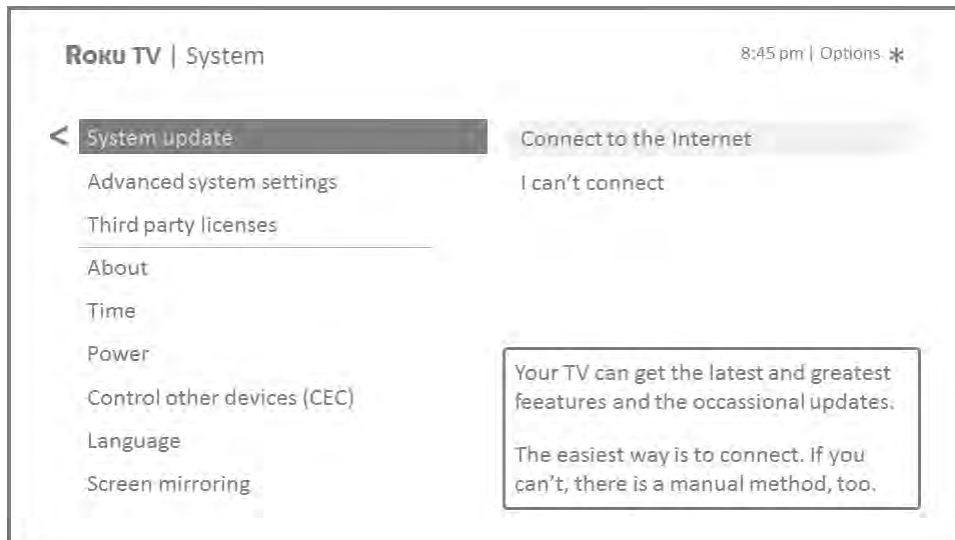 Roku TV | System
8:45 pm | Options *
< System update
Advanced system settings
Third party licenses
About
Time
Power
Control other devices (CEC)
Language
Screen mirroring
Connect to the Internet
I can't connect
Your TV can get the latest and greatest
feeatures and the occassional updates.
The easiest way is to connect. If you
can't, there is a manual method, too.